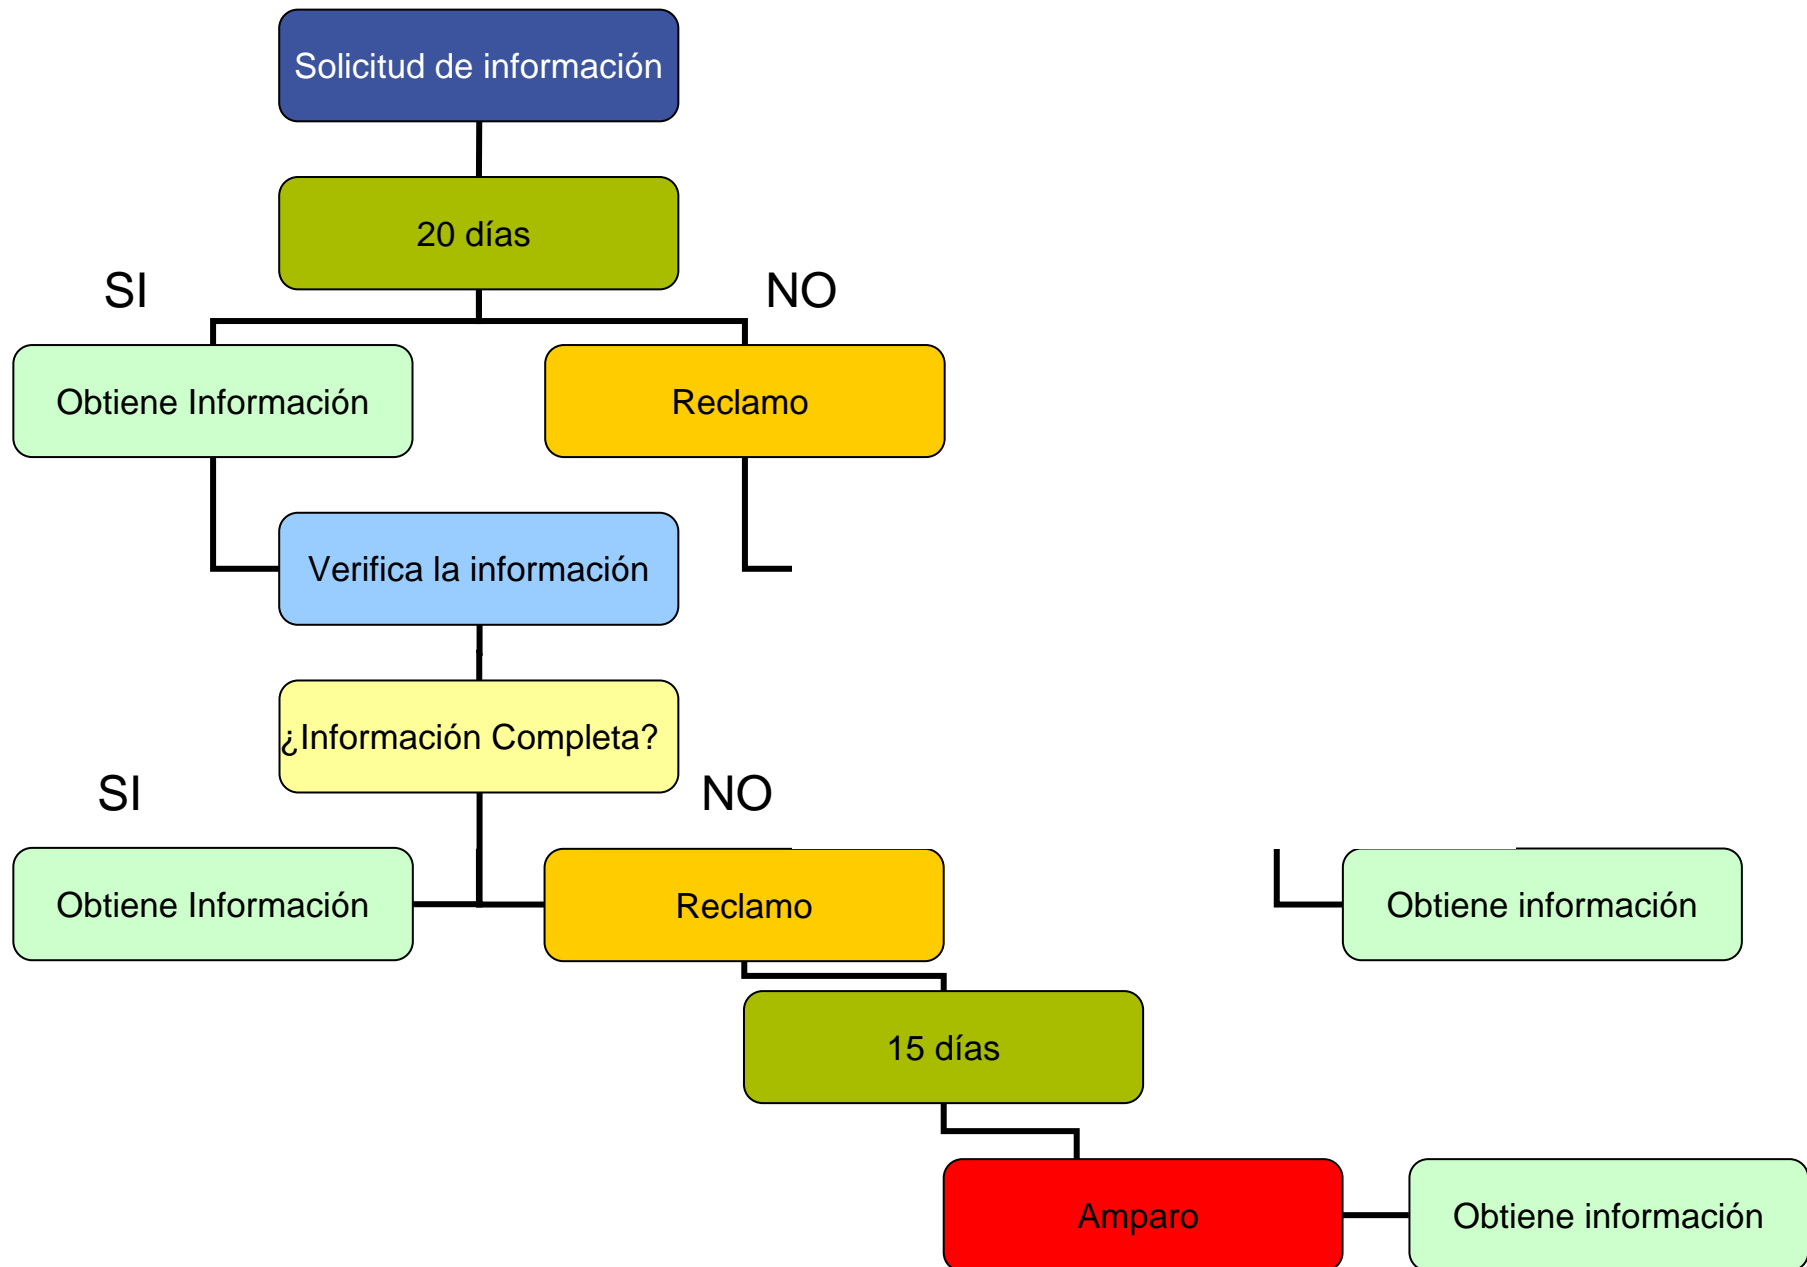 Solicitud de información
20 días
SI
NO
Obtiene Información
Reclamo
Verifica la información
¿Información Completa?
SI
NO
Obtiene Información
Reclamo
Obtiene información
15 días
Amparo
Obtiene información